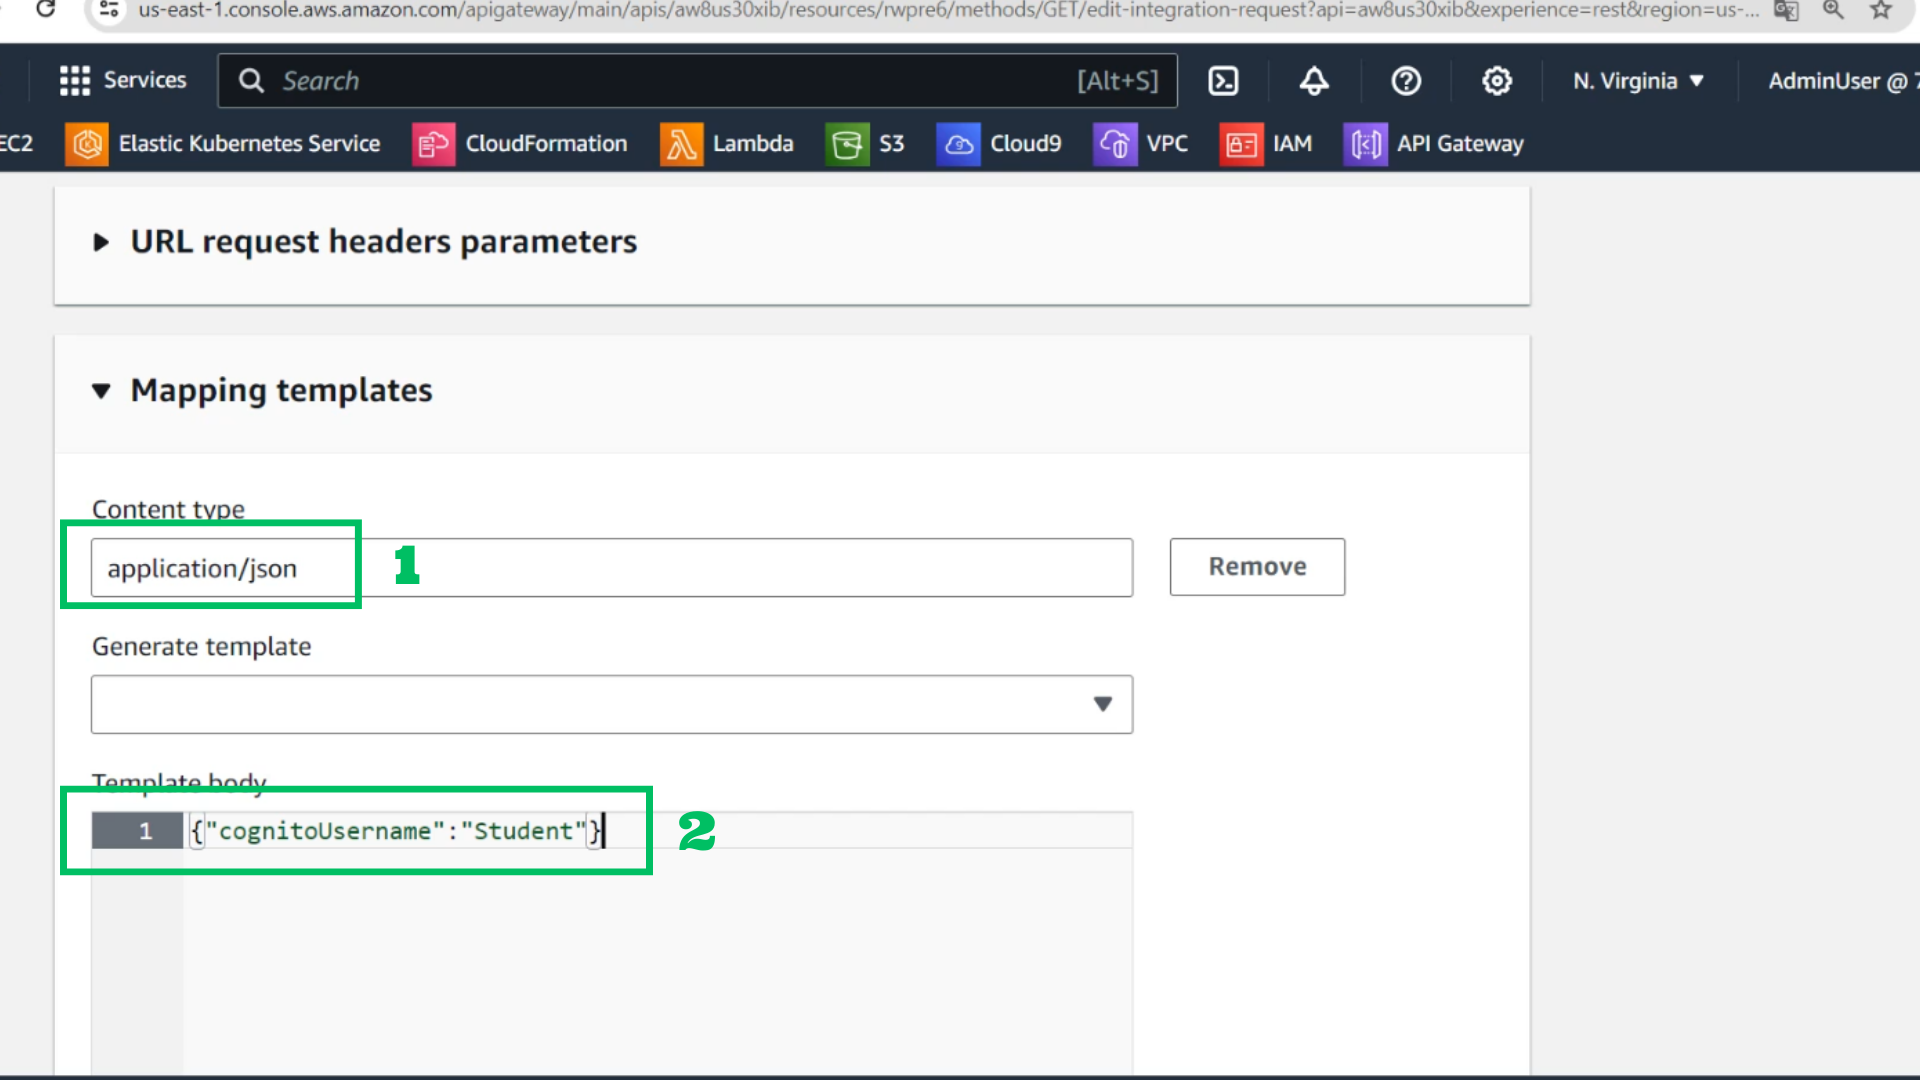 us-east-1.console.aws.amazon.com/apigateway/main/apis/aw8us30xib/resources/rwpre6/methods/GET/edit-integration-request?api=aw8us30xib&experience=rest&region=us-...
Services
Search
[Alt+S]
N. Virginia
AdminUser @ 7
EC2
Elastic Kubernetes Service
CloudFormation
Lambda
S3
Cloud9
VPC
IAM
API Gateway
URL request headers parameters
Mapping templates
Content type
application/json
1
Remove
Generate template
Template body
1 {"cognitoUsername":"Student"}
2